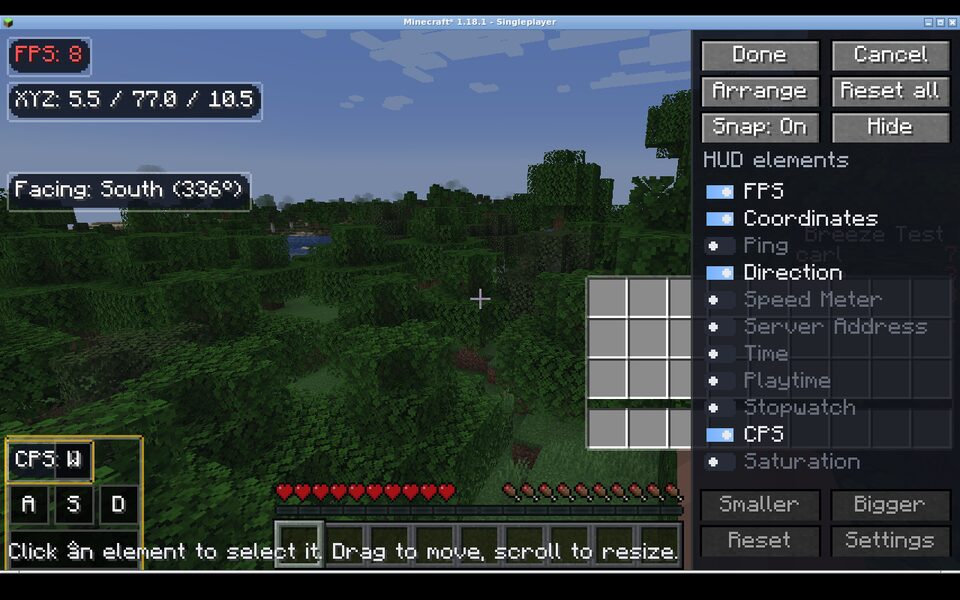 Minecraft* 1.18.1 - Singleplayer
FPS: 8
XYZ: 5.5 / 77.0 / 10.5
Facing: South (336°)
Done
Cancel
Arrange
Reset all
Snap: On
Hide
HUD elements
FPS
Coordinates
Breeze Test
Ping
Direction
Speed Meter
Server Address
Time
Playtime
Stopwatch
CPS
Saturation
Smaller
Bigger
Reset
Settings
CPS W
A S D
Click an element to select it. Drag to move, scroll to resize.